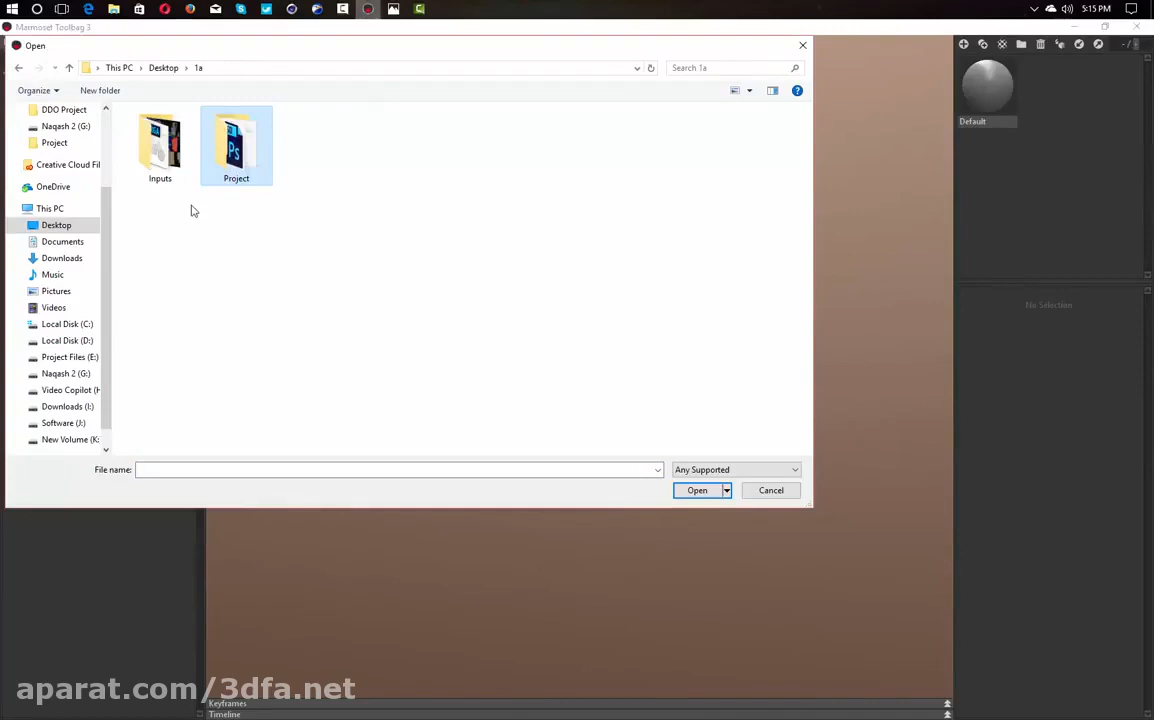 5:15 PM
Marmoset Toolbag 3
Open
This PC
Desktop
1a
Search 1a
Organize
New folder
DDO Project
Naqash 2 (G:)
Project
Creative Cloud Fil
OneDrive
This PC
Desktop
Documents
Downloads
Music
Pictures
Videos
Local Disk (C:)
Local Disk (D:)
Project Files (E:)
Naqash 2 (G:)
Video Copilot (H
Downloads (I:)
Software (J:)
New Volume (K:
Inputs
Ps
Project
File name:
Any Supported
Open
Cancel
Default
No Selection
Keyframes
Timeline
aparat.com/3dfa.net